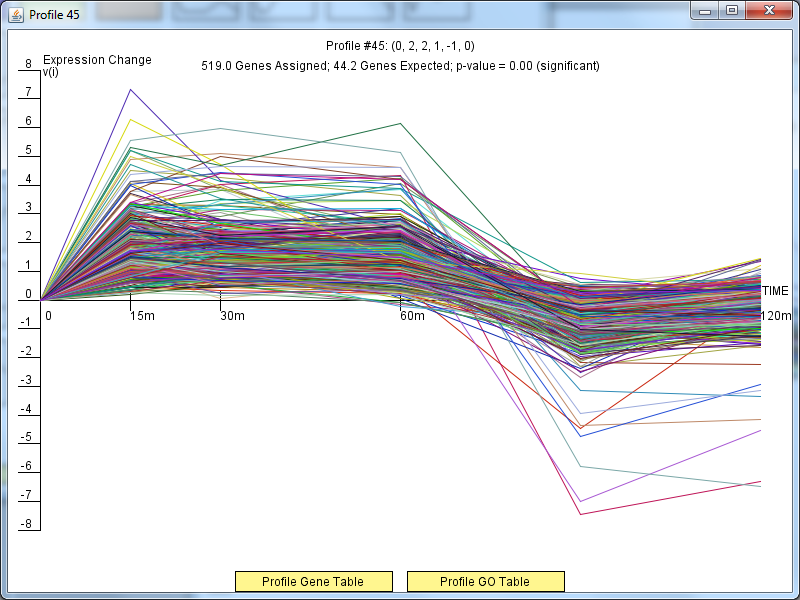 Profile 45
Profile #45: (0, 2, 2, 1, -1, 0)
519.0 Genes Assigned; 44.2 Genes Expected; p-value = 0.00 (significant)
Expression Change
v(i)
8
7
6
5
4
3
2
1
0
-1
-2
-3
-4
-5
-6
-7
-8
TIME
0 15m 30m 60m 120m
Profile Gene Table Profile GO Table